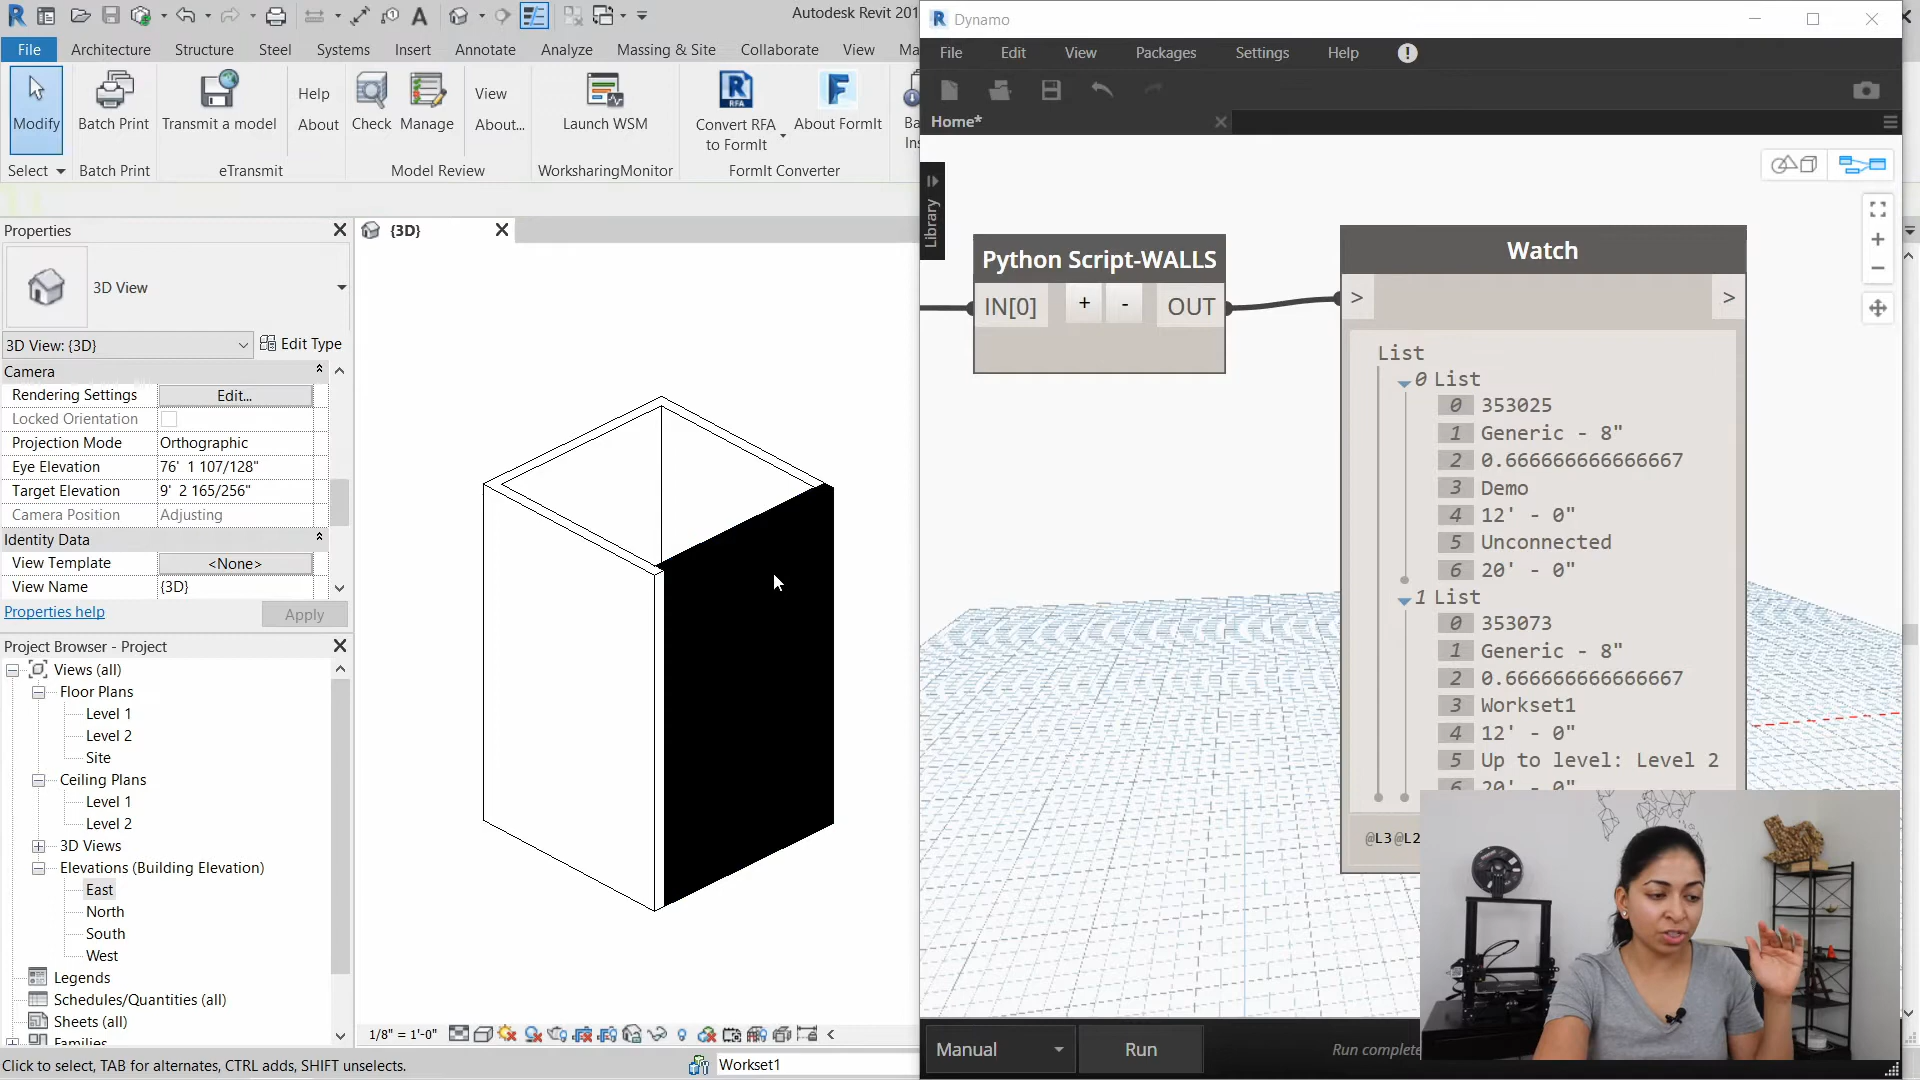 Autodesk Revit 201
File
Architecture
Structure
Steel
Systems
Insert
Annotate
Analyze
Massing & Site
Collaborate
View
Ma
Modify
Batch Print
Transmit a model
Help
About
Check
Manage
View
About...
Launch WSM
Convert RFA
to FormIt
About FormIt
Ba
Ins
Select
Batch Print
eTransmit
Model Review
WorksharingMonitor
FormIt Converter
Properties
3D View
3D View: {3D}
Edit Type
Camera
Rendering Settings
Edit...
Locked Orientation
Projection Mode
Orthographic
Eye Elevation
76' 1 107/128"
Target Elevation
9' 2 165/256"
Camera Position
Adjusting
Identity Data
View Template
<None>
View Name
{3D}
Properties help
Apply
Project Browser - Project
Views (all)
Floor Plans
Level 1
Level 2
Site
Ceiling Plans
Level 1
Level 2
3D Views
Elevations (Building Elevation)
East
North
South
West
Legends
Schedules/Quantities (all)
Sheets (all)
Families
{3D}
1/8" = 1'-0"
Click to select, TAB for alternates, CTRL adds, SHIFT unselects.
Workset1
Dynamo
File
Edit
View
Packages
Settings
Help
Home*
Library
Python Script-WALLS
IN[0]
+
-
OUT
Watch
>
>
List
0 List
0 353025
1 Generic - 8"
2 0.666666666666667
3 Demo
4 12' - 0"
5 Unconnected
6 20' - 0"
1 List
0 353073
1 Generic - 8"
2 0.666666666666667
3 Workset1
4 12' - 0"
5 Up to level: Level 2
6 20' - 0"
@L3 @L2
Manual
Run
Run complete